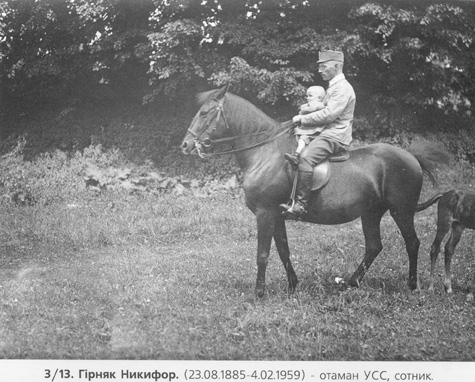 3/13. Гірняк Никифор. (23.08.1885-4.02.1959) - отаман УСС, сотник.